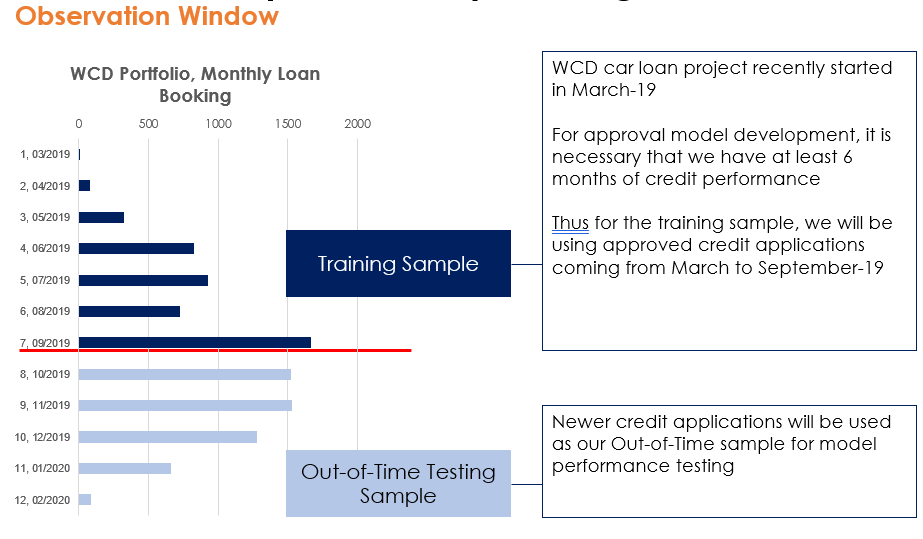 Observation Window
WCD Portfolio, Monthly Loan
Booking
0 500 1000 1500 2000
1, 03/2019
2, 04/2019
3, 05/2019
4, 06/2019
5, 07/2019
6, 08/2019
7, 09/2019
8, 10/2019
9, 11/2019
10, 12/2019
11, 01/2020
12, 02/2020
Training Sample
Out-of-Time Testing
Sample
WCD car loan project recently started
in March-19
For approval model development, it is
necessary that we have at least 6
months of credit performance
Thus for the training sample, we will be
using approved credit applications
coming from March to September-19
Newer credit applications will be used
as our Out-of-Time sample for model
performance testing